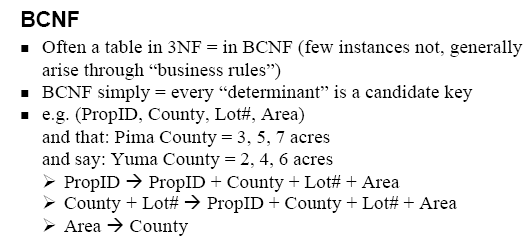 BCNF
▪ Often a table in 3NF = in BCNF (few instances not, generally
arise through “business rules”)
▪ BCNF simply = every “determinant” is a candidate key
▪ e.g. (PropID, County, Lot#, Area)
and that: Pima County = 3, 5, 7 acres
and say: Yuma County = 2, 4, 6 acres
➢ PropID → PropID + County + Lot# + Area
➢ County + Lot# → PropID + County + Lot# + Area
➢ Area → County